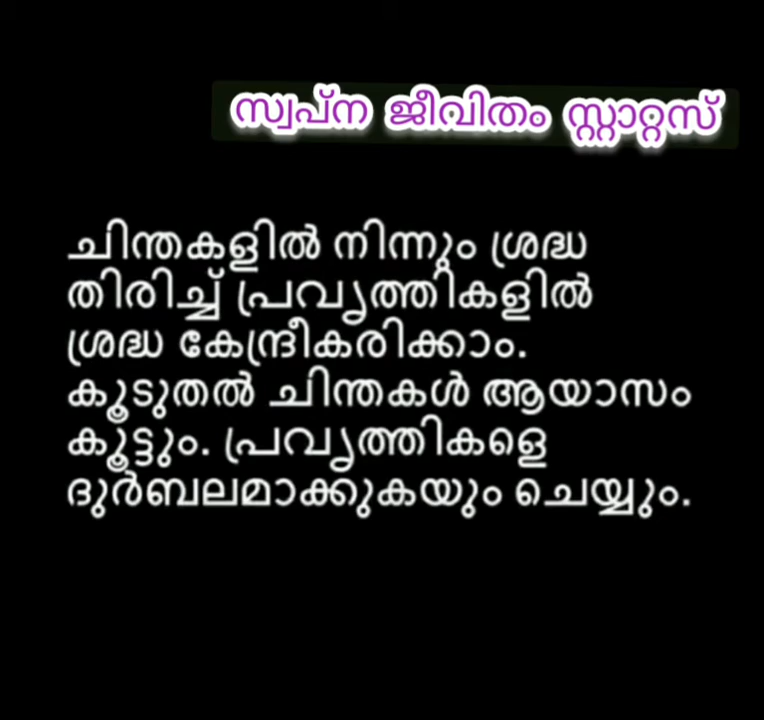 സ്വപ്ന ജീവിതം സ്റ്റാറ്റസ്
ചിന്തകളിൽ നിന്നും ശ്രദ്ധ
തിരിച്ച് പ്രവൃത്തികളിൽ
ശ്രദ്ധ കേന്ദ്രീകരിക്കാം.
കൂടുതൽ ചിന്തകൾ ആയാസം
കൂട്ടും. പ്രവൃത്തികളെ
ദുർബലമാക്കുകയും ചെയ്യും.